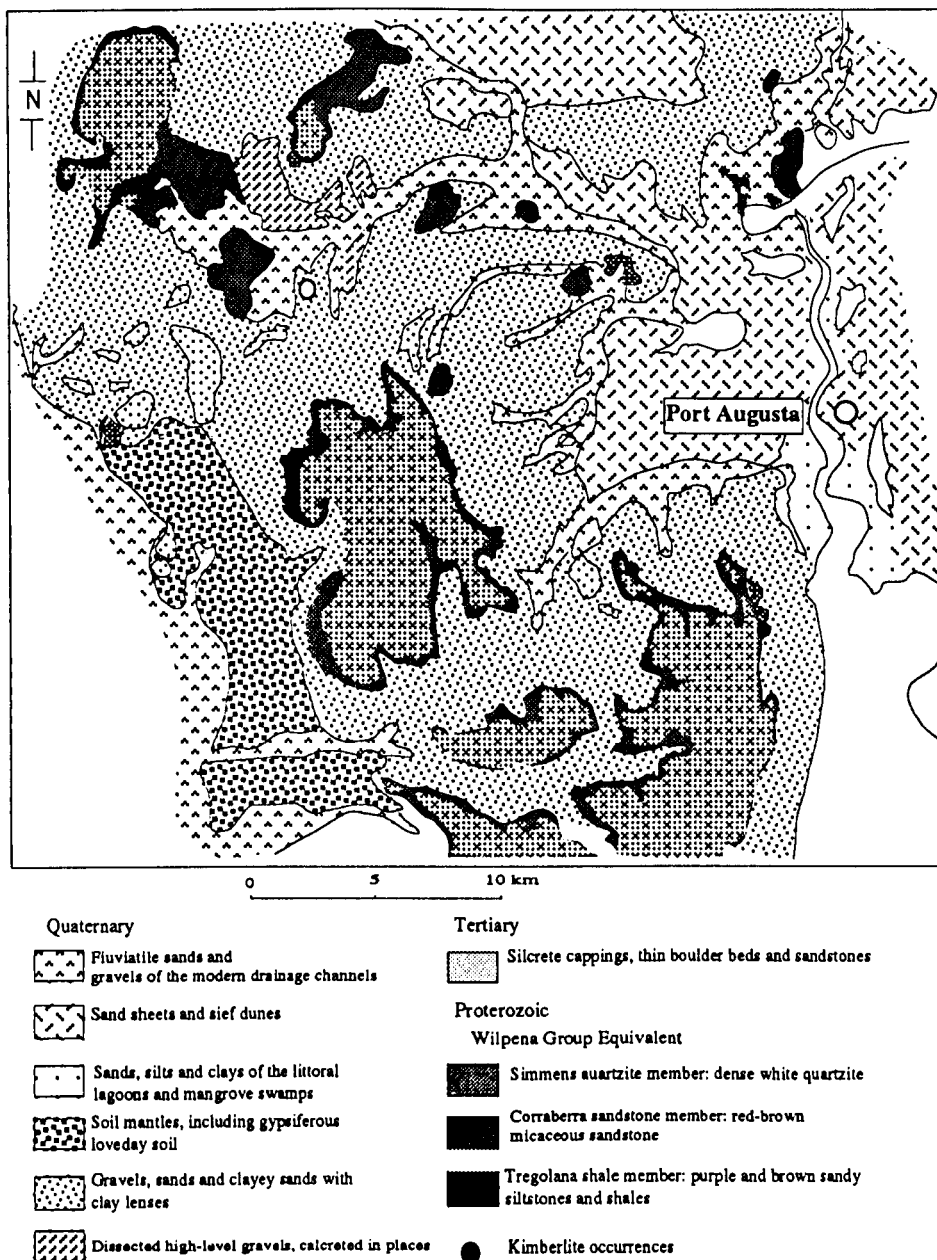 N
Port Augusta
0 5 10 km
Quaternary
Fluviatile sands and
gravels of the modern drainage channels
Sand sheets and sief dunes
Sands, silts and clays of the littoral
lagoons and mangrove swamps
Soil mantles, including gypsiferous
loveday soil
Gravels, sands and clayey sands with
clay lenses
Dissected high-level gravels, calcreted in places
Tertiary
Silcrete cappings, thin boulder beds and sandstones
Proterozoic
Wilpena Group Equivalent
Simmens auartzite member: dense white quartzite
Corraberra sandstone member: red-brown
micaceous sandstone
Tregolana shale member: purple and brown sandy
siltstones and shales
Kimberlite occurrences